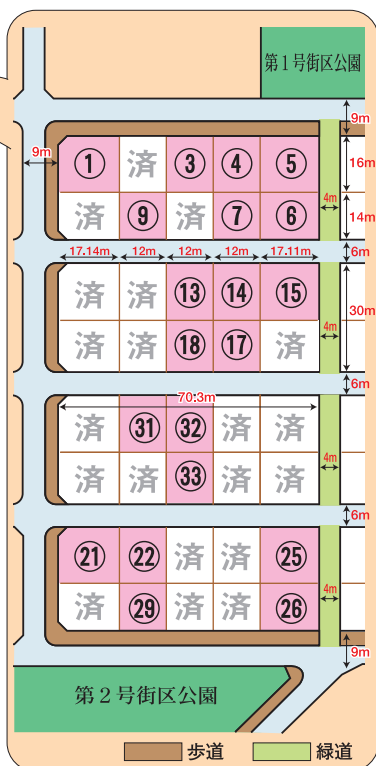 第1号街区公園
9m
9m
① 済 ③ ④ ⑤
16m
4m
済 ⑨ 済 ⑦ ⑥
14m
17.14m 12m 12m 12m 17.11m
6m
済 済 ⑬ ⑭ ⑮
30m
済 済 ⑱ ⑰ 済
4m
6m
70.3m
済 ㉛ ㉜ 済 済
済 済 ㉝ 済 済
4m
6m
㉑ ㉒ 済 済 ㉕
4m
済 ㉙ 済 済 ㉖
9m
第2号街区公園
歩道 緑道